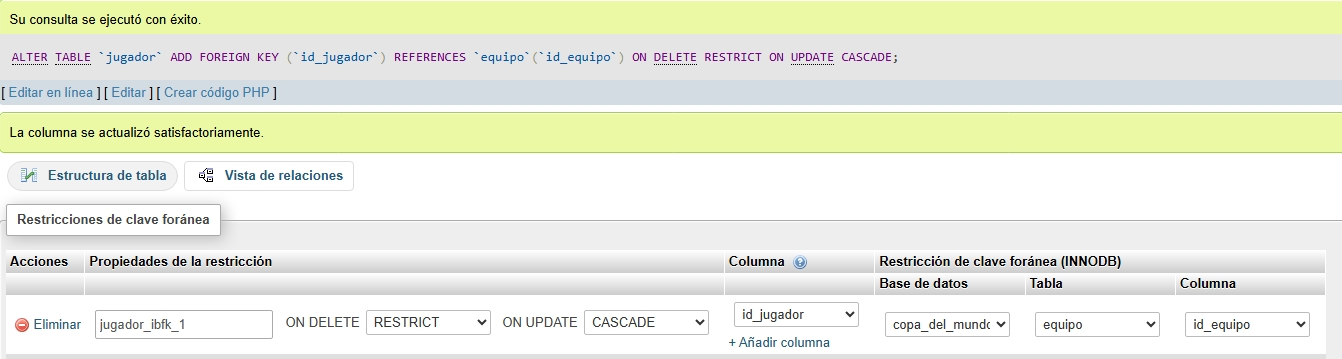 Su consulta se ejecutó con éxito.
ALTER TABLE `jugador` ADD FOREIGN KEY (`id_jugador`) REFERENCES `equipo`(`id_equipo`) ON DELETE RESTRICT ON UPDATE CASCADE;
[ Editar en línea ] [ Editar ] [ Crear código PHP ]
La columna se actualizó satisfactoriamente.
Estructura de tabla Vista de relaciones
Restricciones de clave foránea
Acciones Propiedades de la restricción Columna Restricción de clave foránea (INNODB)
Base de datos Tabla Columna
Eliminar jugador_ibfk_1 ON DELETE RESTRICT ON UPDATE CASCADE id_jugador copa_del_mundo equipo id_equipo
+ Añadir columna